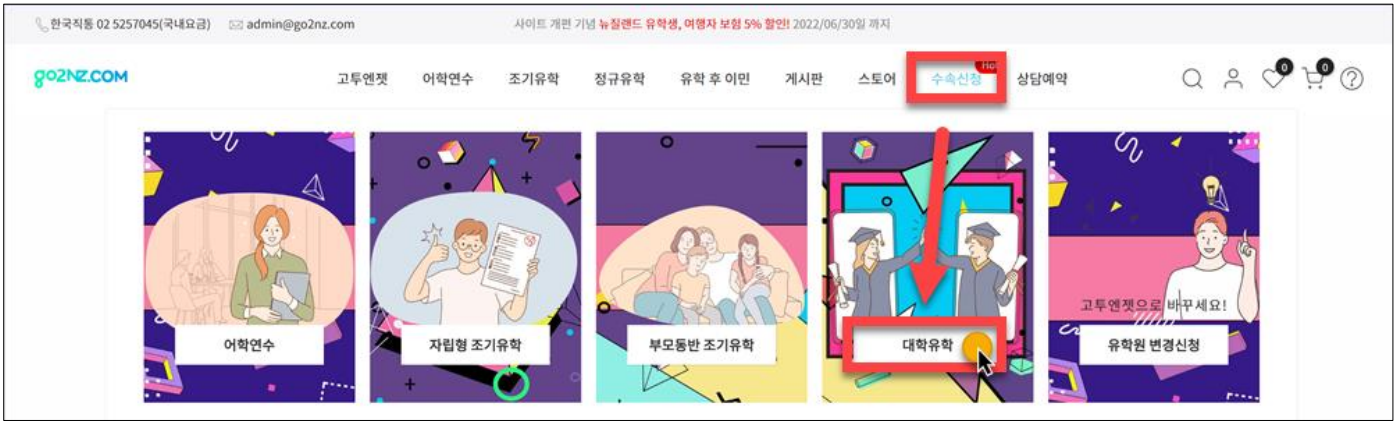 한국직통 02 5257045(국내요금) admin@go2nz.com 사이트 개편 기념 뉴질랜드 유학생, 여행자 보험 5% 할인! 2022/06/30일 까지
go2NZ.COM 고투엔젯 어학연수 조기유학 정규유학 유학 후 이민 게시판 스토어 수속신청 Hot 상담예약 0 0
고투엔젯으로 바꾸세요!
어학연수 자립형 조기유학 부모동반 조기유학 대학유학 유학원 변경신청